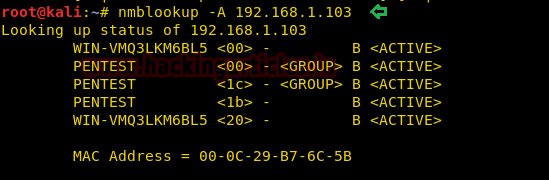 root@kali:~# nmblookup -A 192.168.1.103
Looking up status of 192.168.1.103
        WIN-VMQ3LKM6BL5 <00> -         B <ACTIVE>
        PENTEST         <00> - <GROUP> B <ACTIVE>
        PENTEST         <1c> - <GROUP> B <ACTIVE>
        PENTEST         <1b> -         B <ACTIVE>
        WIN-VMQ3LKM6BL5 <20> -         B <ACTIVE>
        MAC Address = 00-0C-29-B7-6C-5B